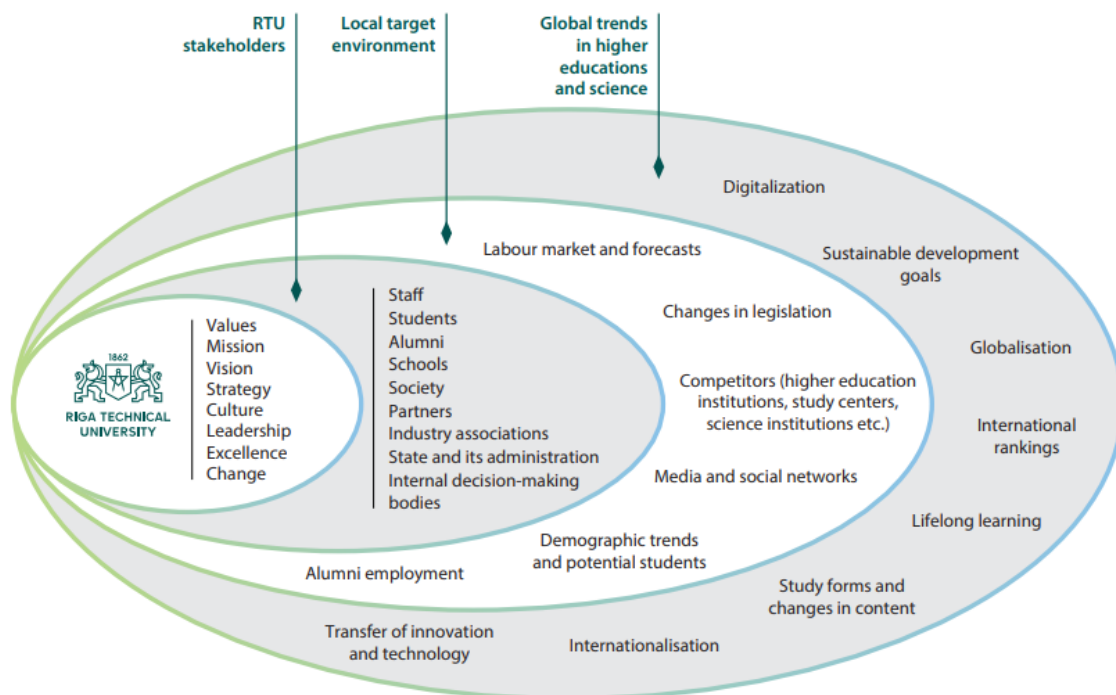 RTU
stakeholders
Local target
environment
Global trends
in higher
educations
and science
1862
RIGA TECHNICAL
UNIVERSITY
Values
Mission
Vision
Strategy
Culture
Leadership
Excellence
Change
Staff
Students
Alumni
Schools
Society
Partners
Industry associations
State and its administration
Internal decision-making
bodies
Labour market and forecasts
Changes in legislation
Competitors (higher education
institutions, study centers,
science institutions etc.)
Media and social networks
Demographic trends
and potential students
Alumni employment
Digitalization
Sustainable development
goals
Globalisation
International
rankings
Lifelong learning
Study forms and
changes in content
Internationalisation
Transfer of innovation
and technology